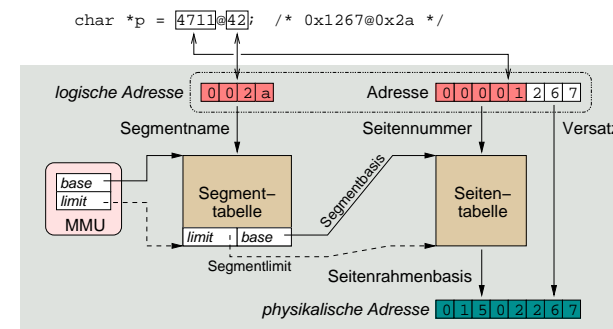 char *p = 4711@42; /* 0x1267@0x2a */
logische Adresse 0 0 2 a Adresse 0 0 0 0 1 2 6 7
Segmentname Seitennummer Versatz
base
limit
MMU
Segment–
tabelle
limit base
Segmentbasis
Segmentlimit
Seiten–
tabelle
Seitenrahmenbasis
physikalische Adresse 0 1 5 0 2 2 6 7